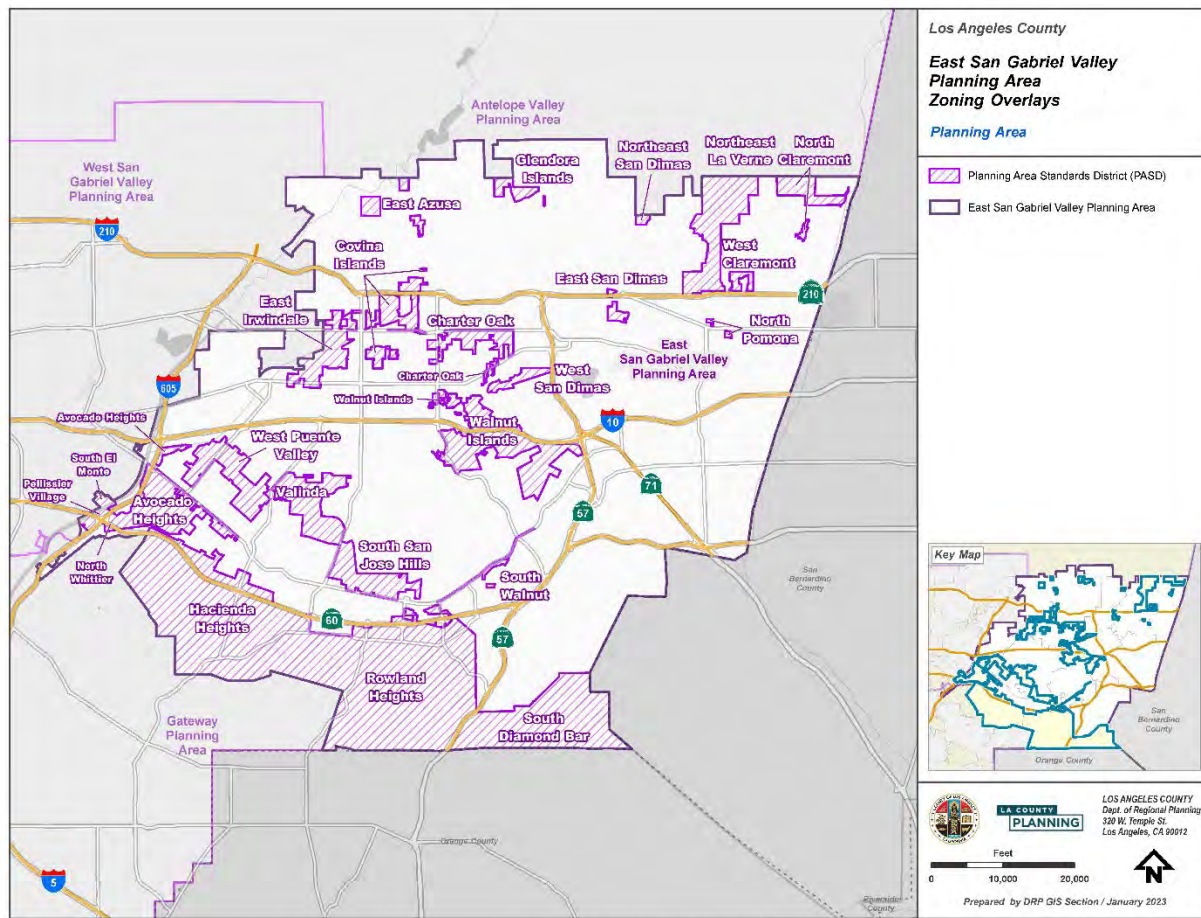 Los Angeles County
East San Gabriel Valley
Planning Area
Zoning Overlays
Planning Area
Planning Area Standards District (PASD)
East San Gabriel Valley Planning Area
Antelope Valley
Planning Area
West San
Gabriel Valley
Planning Area
Glendora
Islands
Northeast
San Dimas
Northeast
La Verne
North
Claremont
East Azusa
Covina
Islands
West
Claremont
East San Dimas
East
Irwindale
Charter Oak
North
Pomona
East
San Gabriel Valley
Planning Area
Charter Oak
West
San Dimas
Walnut Islands
Walnut
Islands
Avocado Heights
West Puente
Valley
South El
Monte
Pellissier
Village
Avocado
Heights
Valinda
North
Whittier
South San
Jose Hills
South
Walnut
Hacienda
Heights
Rowland
Heights
South
Diamond Bar
Gateway
Planning
Area
San
Bernardino
County
Orange County
Riverside
County
210
210
605
10
71
57
60
57
5
Key Map
San
Bernardino
County
Orange County
COUNTY OF LOS ANGELES
CALIFORNIA
LA COUNTY
PLANNING
LOS ANGELES COUNTY
Dept. of Regional Planning
320 W. Temple St.
Los Angeles, CA 90012
Feet
0 10,000 20,000
N
Prepared by DRP GIS Section / January 2023